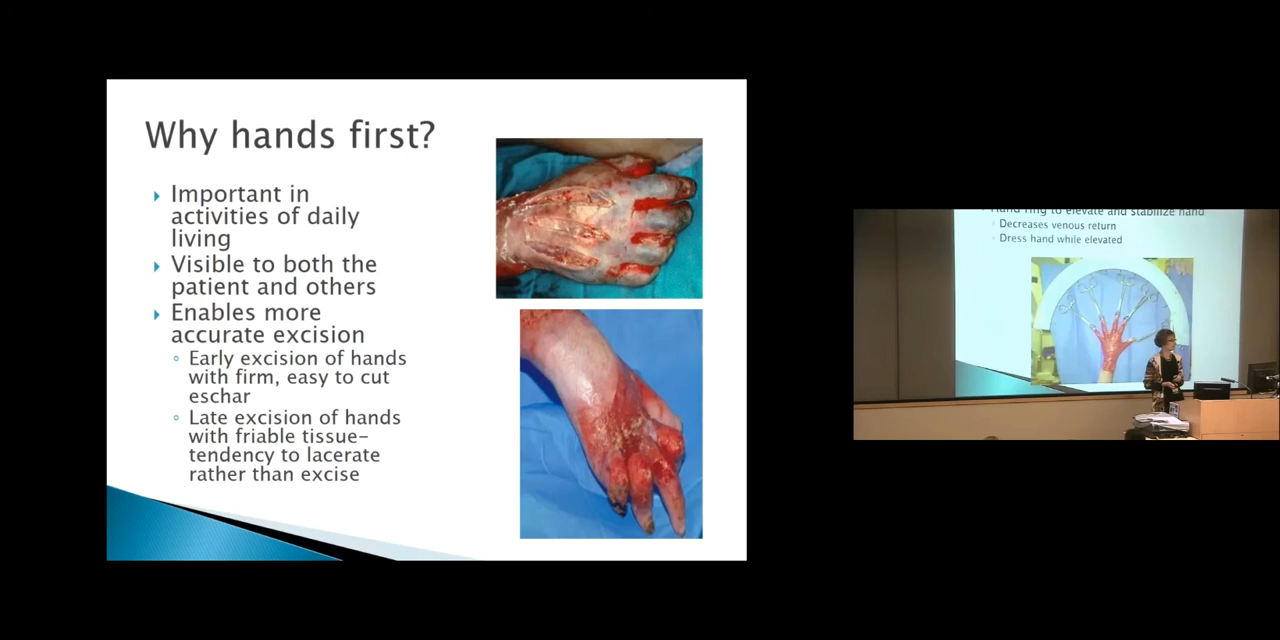 Why hands first?
Important in
activities of daily
living
Visible to both the
patient and others
Enables more
accurate excision
Early excision of hands
with firm, easy to cut
eschar
Late excision of hands
with friable tissue-
tendency to lacerate
rather than excise
Hand ring to elevate and stabilize hand
Decreases venous return
Dress hand while elevated